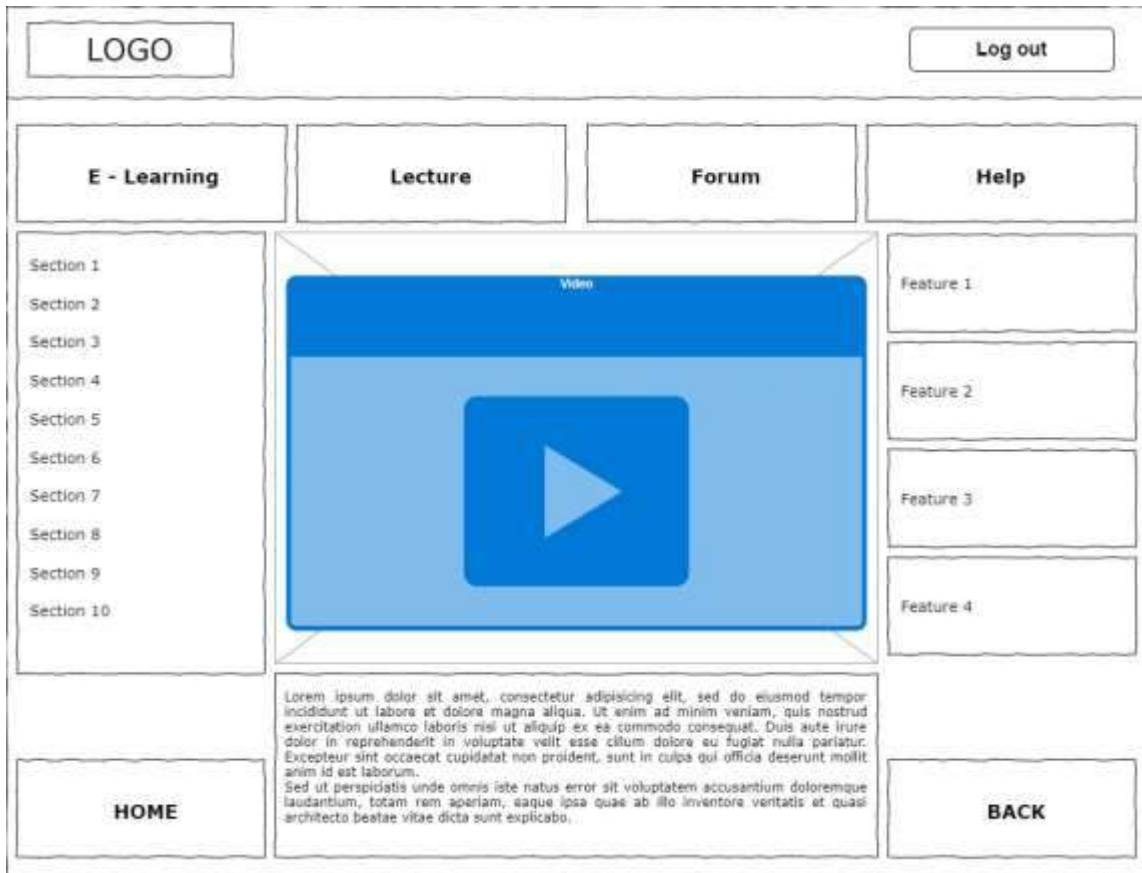 LOGO
Log out
E - Learning
Lecture
Forum
Help
Section 1
Section 2
Section 3
Section 4
Section 5
Section 6
Section 7
Section 8
Section 9
Section 10
Video
Feature 1
Feature 2
Feature 3
Feature 4
Lorem ipsum dolor sit amet, consectetur adipisicing elit, sed do eiusmod tempor
incididunt ut labore et dolore magna aliqua. Ut enim ad minim veniam, quis nostrud
exercitation ullamco laboris nisi ut aliquip ex ea commodo consequat. Duis aute irure
dolor in reprehenderit in voluptate velit esse cillum dolore eu fugiat nulla pariatur.
Excepteur sint occaecat cupidatat non proident, sunt in culpa qui officia deserunt mollit
anim id est laborum.
Sed ut perspiciatis unde omnis iste natus error sit voluptatem accusantium doloremque
laudantium, totam rem aperiam, eaque ipsa quae ab illo inventore veritatis et quasi
architecto beatae vitae dicta sunt explicabo.
HOME
BACK